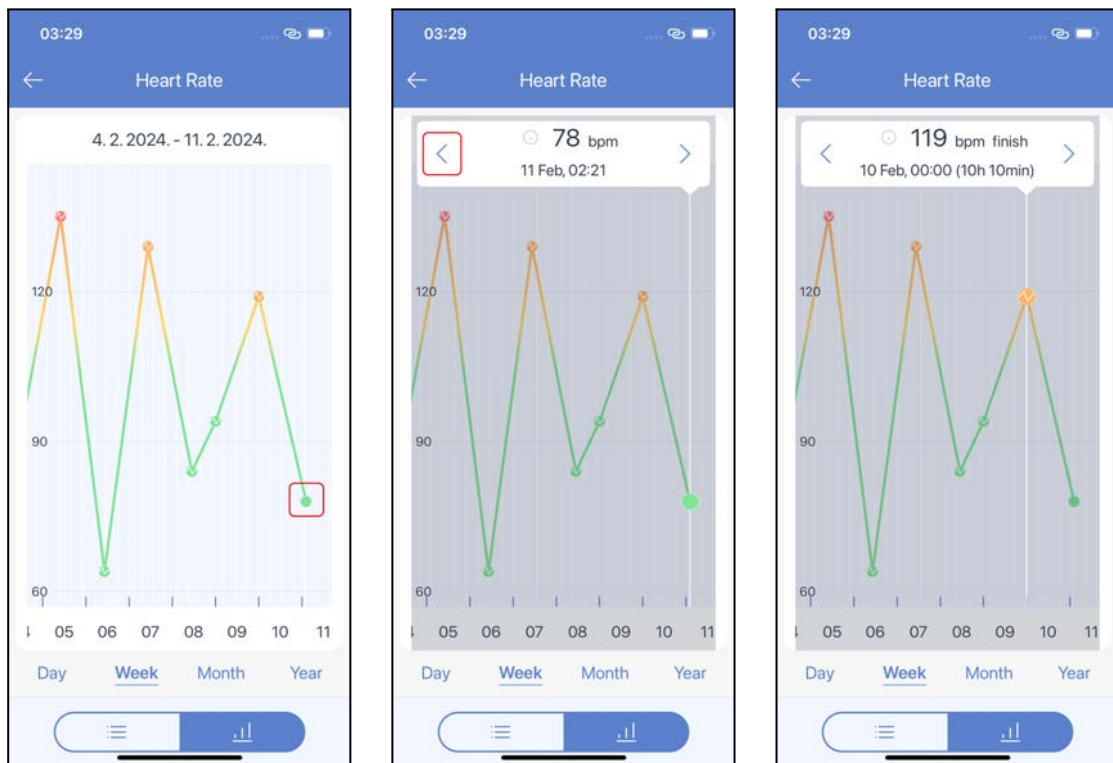 03:29
Heart Rate
4. 2. 2024. - 11. 2. 2024.
120
90
60
05 06 07 08 09 10 11
Day Week Month Year
03:29
Heart Rate
78 bpm
11 Feb, 02:21
120
90
60
05 06 07 08 09 10 11
Day Week Month Year
03:29
Heart Rate
119 bpm finish
10 Feb, 00:00 (10h 10min)
120
90
60
05 06 07 08 09 10 11
Day Week Month Year